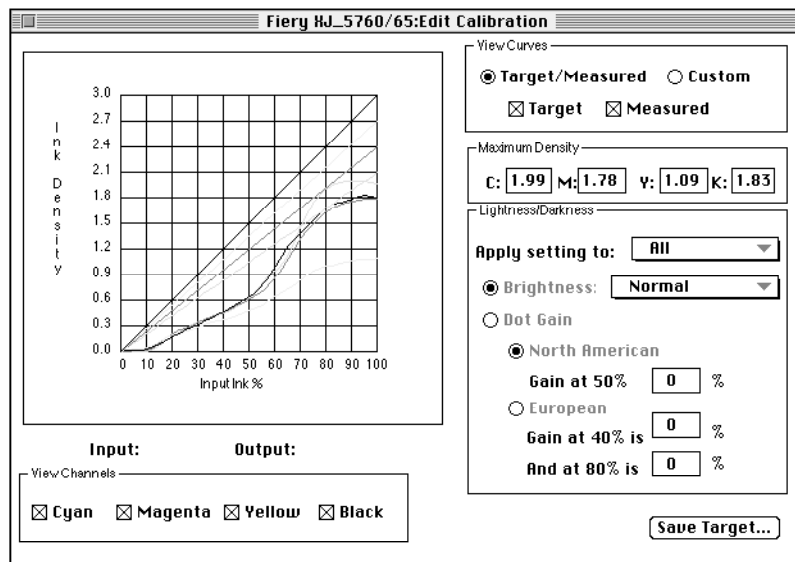 Fiery XJ_5760/65:Edit Calibration
Ink Density
3.0
2.7
2.4
2.1
1.8
1.5
1.2
0.9
0.6
0.3
0.0
0 10 20 30 40 50 60 70 80 90 100
Input Ink %
Input: Output:
View Channels
Cyan Magenta Yellow Black
View Curves
Target/Measured Custom
Target Measured
Maximum Density
C: 1.99 M: 1.78 Y: 1.09 K: 1.83
Lightness/Darkness
Apply setting to: All
Brightness: Normal
Dot Gain
North American
Gain at 50% 0 %
European
Gain at 40% is 0 %
And at 80% is 0 %
Save Target...